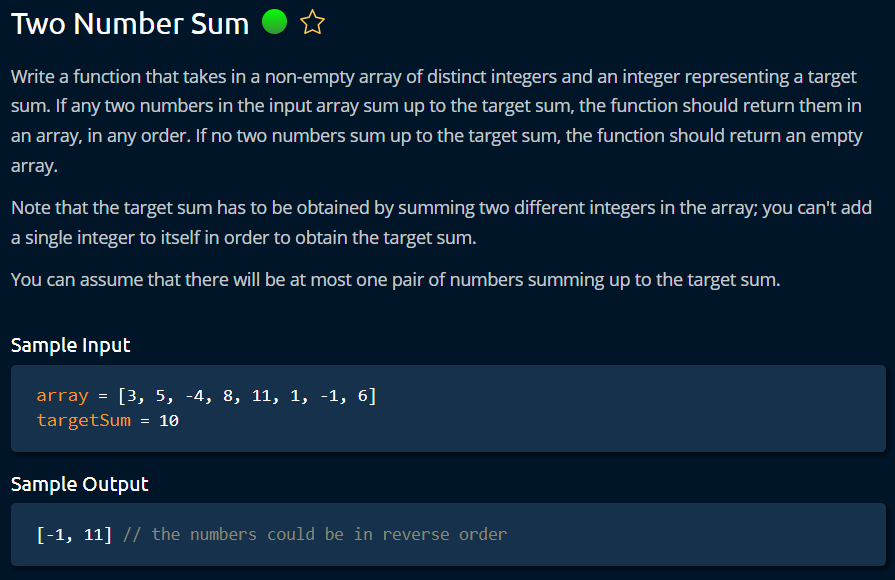 Two Number Sum
Write a function that takes in a non-empty array of distinct integers and an integer representing a target
sum. If any two numbers in the input array sum up to the target sum, the function should return them in
an array, in any order. If no two numbers sum up to the target sum, the function should return an empty
array.
Note that the target sum has to be obtained by summing two different integers in the array; you can't add
a single integer to itself in order to obtain the target sum.
You can assume that there will be at most one pair of numbers summing up to the target sum.
Sample Input
array = [3, 5, -4, 8, 11, 1, -1, 6]
targetSum = 10
Sample Output
[-1, 11] // the numbers could be in reverse order